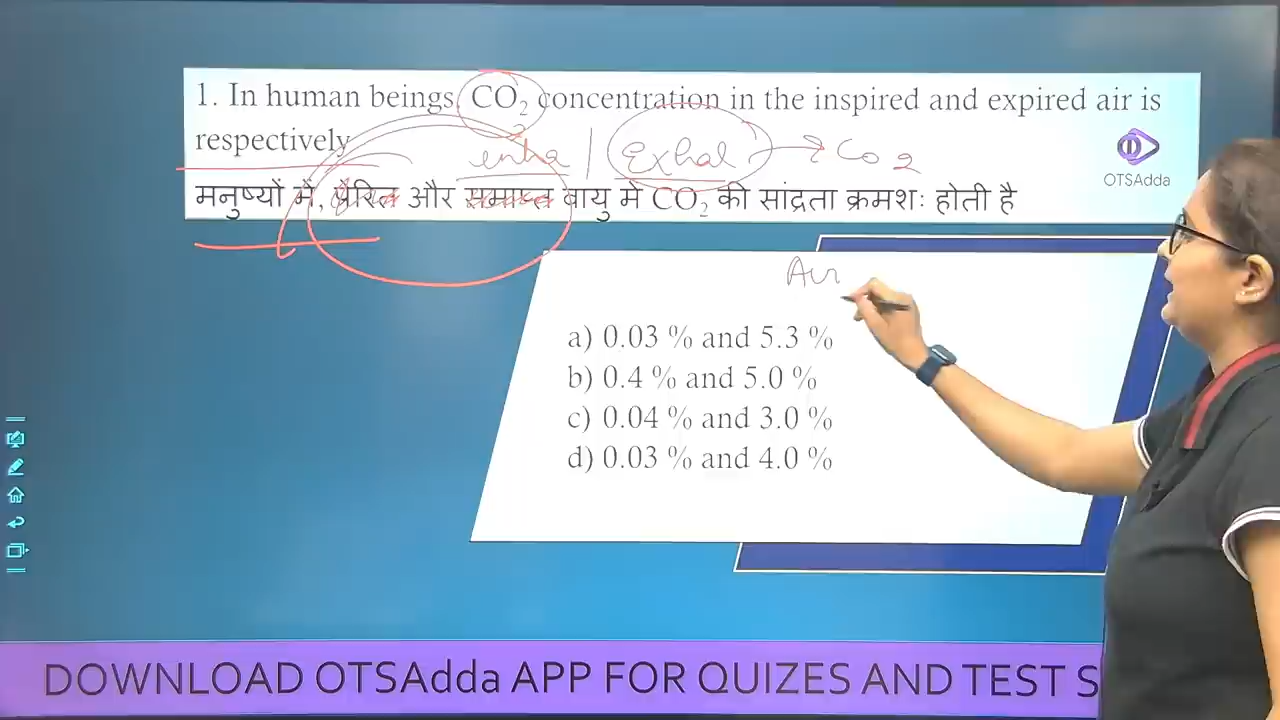 1. In human beings, CO2 concentration in the inspired and expired air is
respectively
inha | Exhal → CO2
OTSAdda
मनुष्यों में, प्रेरित और समाप्त वायु में CO2 की सांद्रता क्रमशः होती है
Air
a) 0.03 % and 5.3 %
b) 0.4 % and 5.0 %
c) 0.04 % and 3.0 %
d) 0.03 % and 4.0 %
DOWNLOAD OTSAdda APP FOR QUIZES AND TEST S